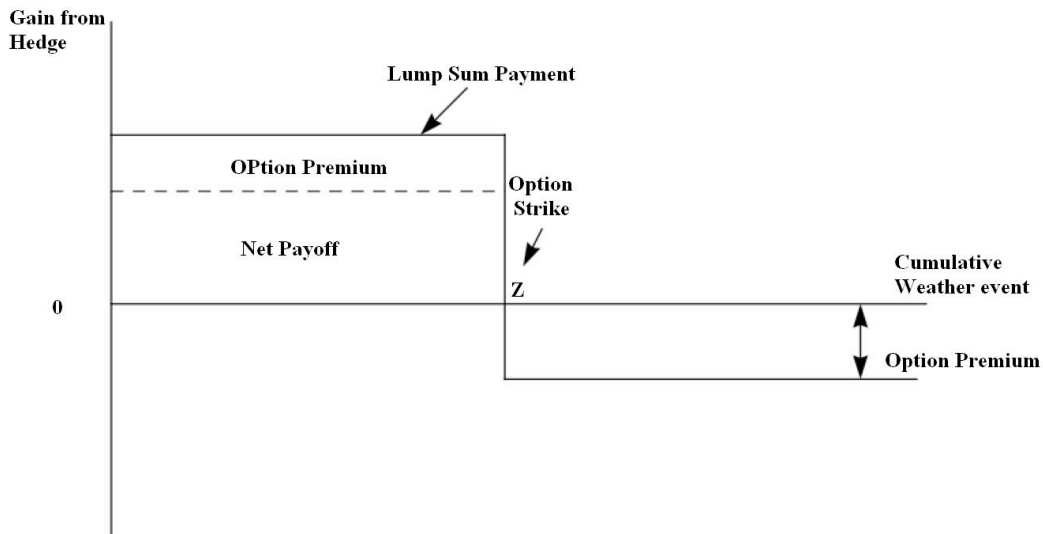 Gain from
Hedge
Lump Sum Payment
OPtion Premium
Option
Strike
Net Payoff
Z
Cumulative
Weather event
0
Option Premium